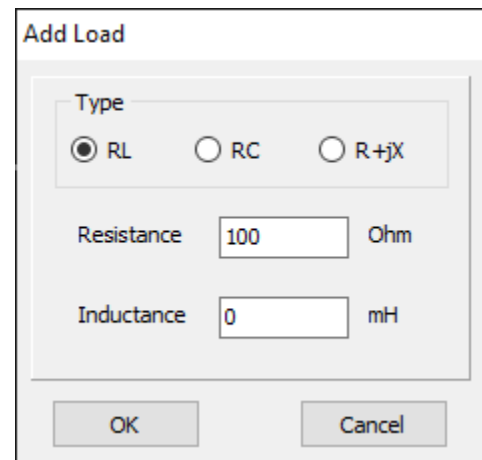 Add Load
Type
RL RC R+jX
Resistance 100 Ohm
Inductance 0 mH
OK Cancel